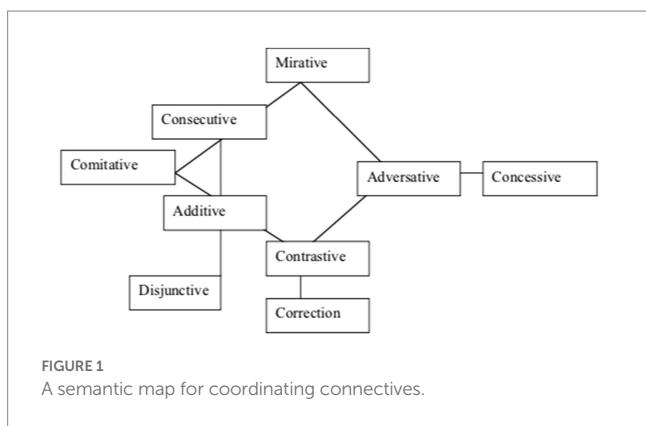 Mirative
Consecutive
Comitative
Adversative
Concessive
Additive
Contrastive
Disjunctive
Correction
FIGURE 1
A semantic map for coordinating connectives.